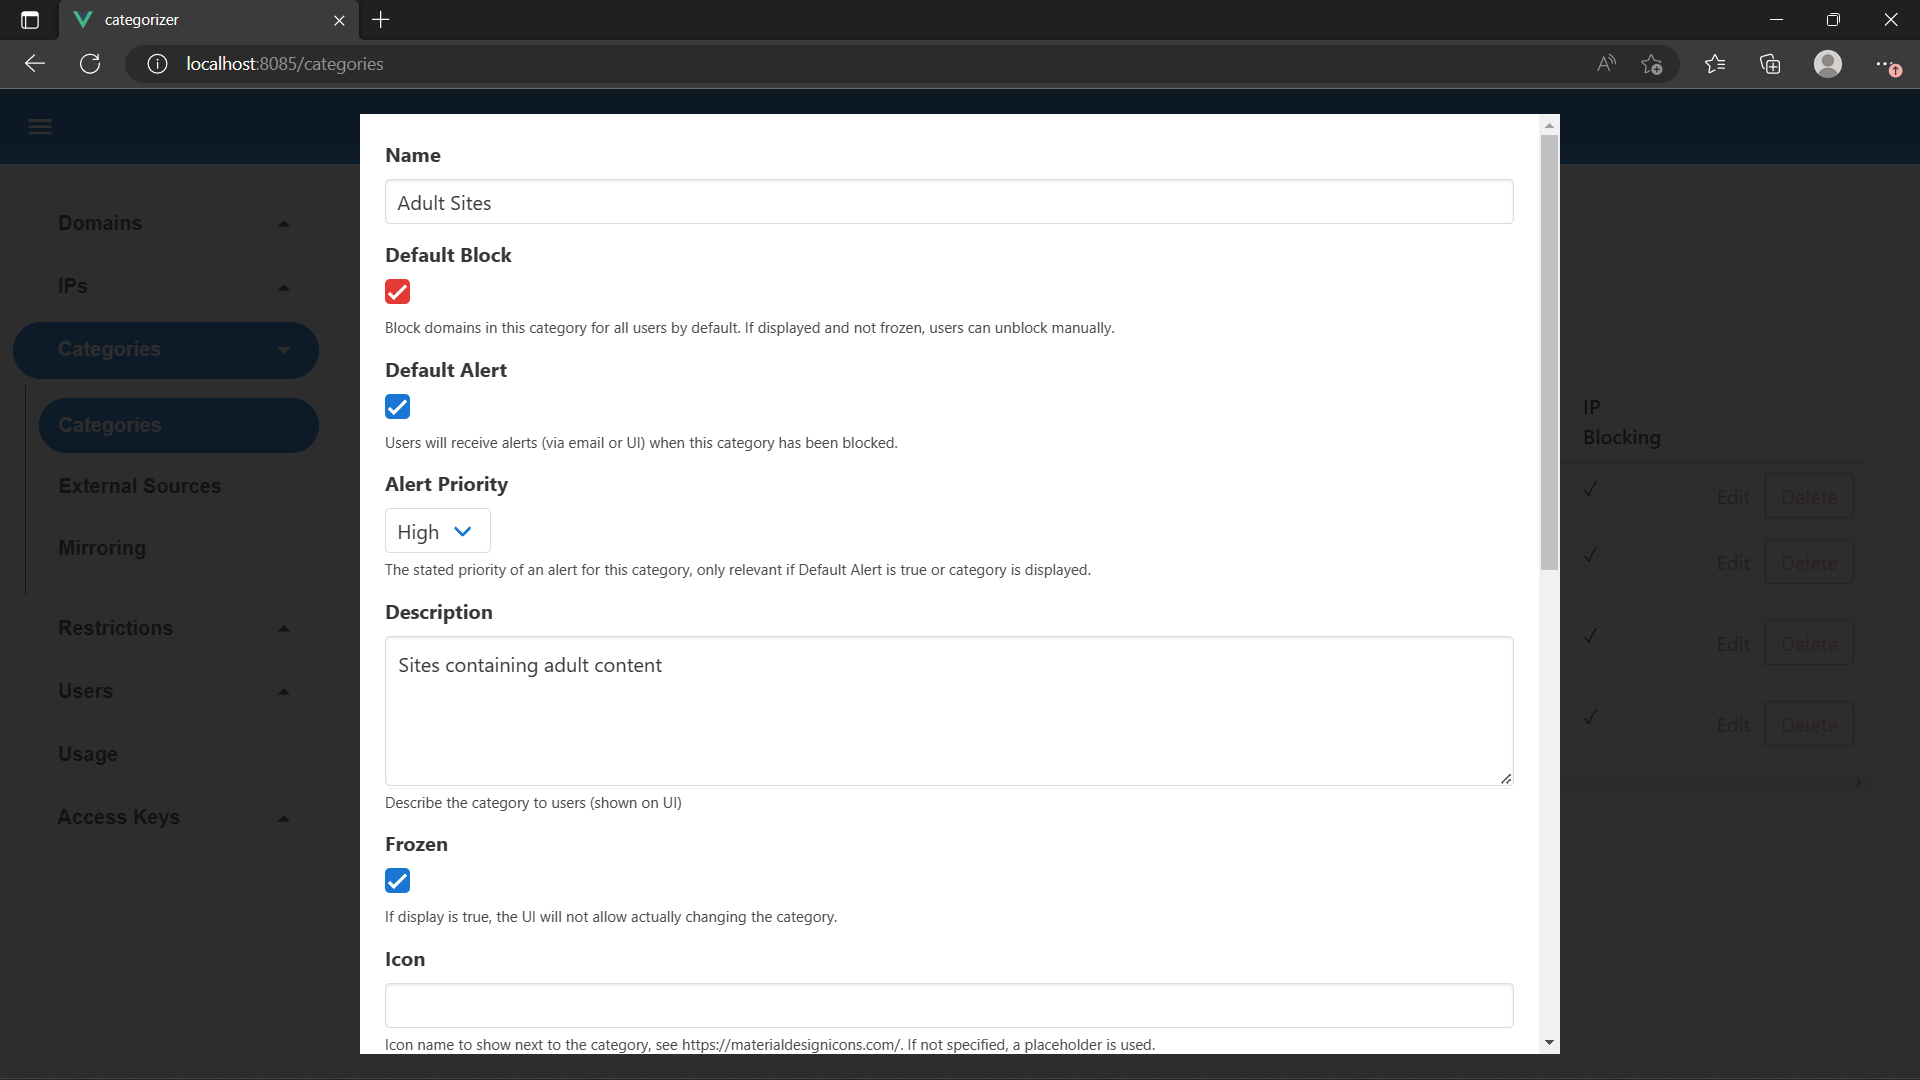 categorizer
localhost:8085/categories
Name
Adult Sites
Default Block
Block domains in this category for all users by default. If displayed and not frozen, users can unblock manually.
Default Alert
Users will receive alerts (via email or UI) when this category has been blocked.
Alert Priority
High
The stated priority of an alert for this category, only relevant if Default Alert is true or category is displayed.
Description
Sites containing adult content
Describe the category to users (shown on UI)
Frozen
If display is true, the UI will not allow actually changing the category.
Icon
Icon name to show next to the category, see https://materialdesignicons.com/. If not specified, a placeholder is used.
Domains
IPs
Categories
Categories
External Sources
Mirroring
Restrictions
Users
Usage
Access Keys
IP
Blocking
Edit Delete
Edit Delete
Edit Delete
Edit Delete